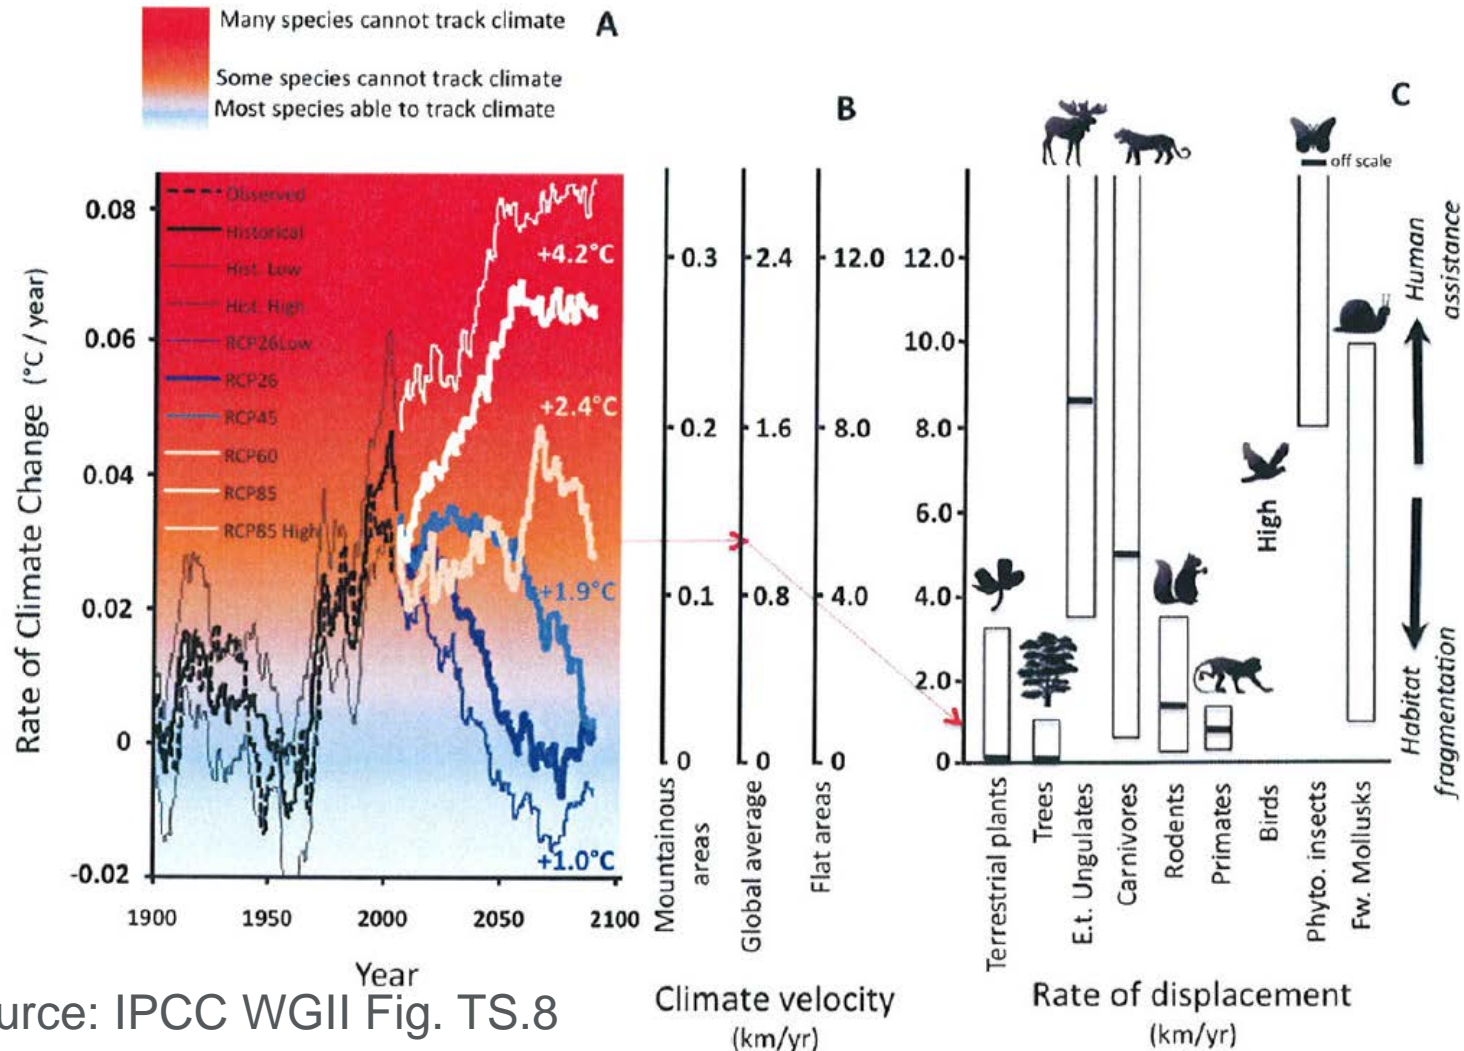 Many species cannot track climate
Some species cannot track climate
Most species able to track climate
A
Rate of Climate Change (°C / year)
0.08
0.06
0.04
0.02
0
-0.02
Observed
Historical
Hist. Low
Hist. High
RCP26Low
RCP26
RCP45
RCP60
RCP85
RCP85 High
+4.2°C
+2.4°C
+1.9°C
+1.0°C
1900
1950
2000
2050
2100
Year
B
0.3
0.2
0.1
0
Mountainous
areas
2.4
1.6
0.8
0
Global average
12.0
8.0
4.0
0
Flat areas
Climate velocity
(km/yr)
C
12.0
10.0
8.0
6.0
4.0
2.0
0
off scale
High
Terrestrial plants
Trees
E.t. Ungulates
Carnivores
Rodents
Primates
Birds
Phyto. insects
Fw. Mollusks
Rate of displacement
(km/yr)
Human
assistance
Habitat
fragmentation
urce: IPCC WGII Fig. TS.8